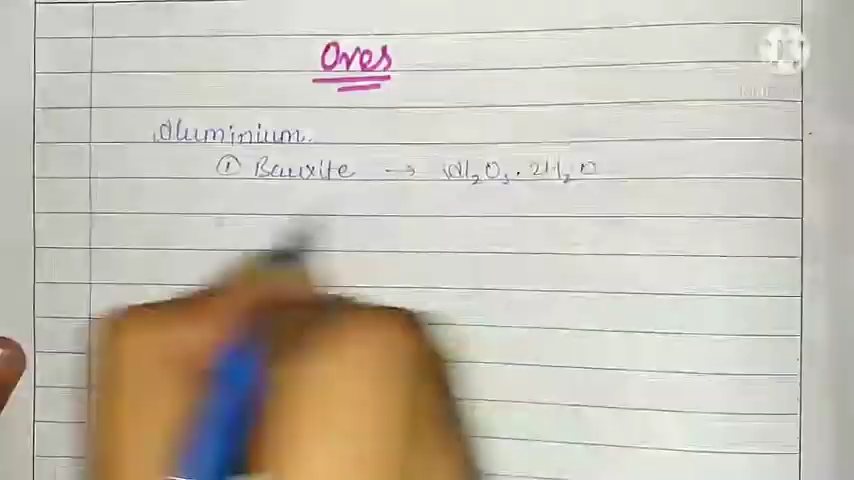 Ores
Aluminium.
① Bauxite → Al₂O₃ . 2H₂O